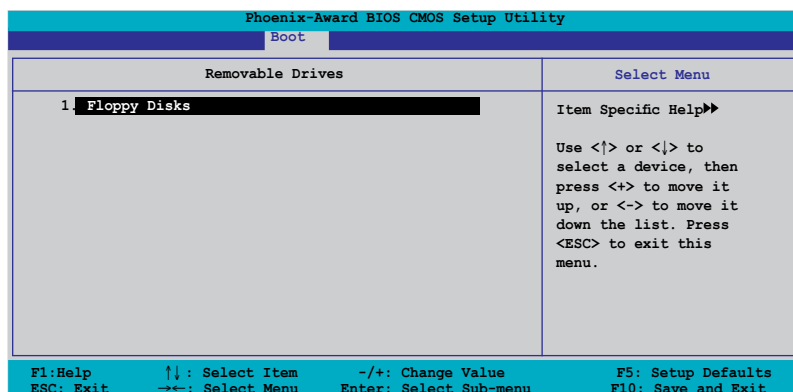 Phoenix-Award BIOS CMOS Setup Utility
Boot
Removable Drives
Select Menu
1. Floppy Disks
Item Specific Help▶▶
Use <↑> or <↓> to
select a device, then
press <+> to move it
up, or <-> to move it
down the list. Press
<ESC> to exit this
menu.
F1:Help ↑↓ : Select Item -/+: Change Value F5: Setup Defaults
ESC: Exit →←: Select Menu Enter: Select Sub-menu F10: Save and Exit